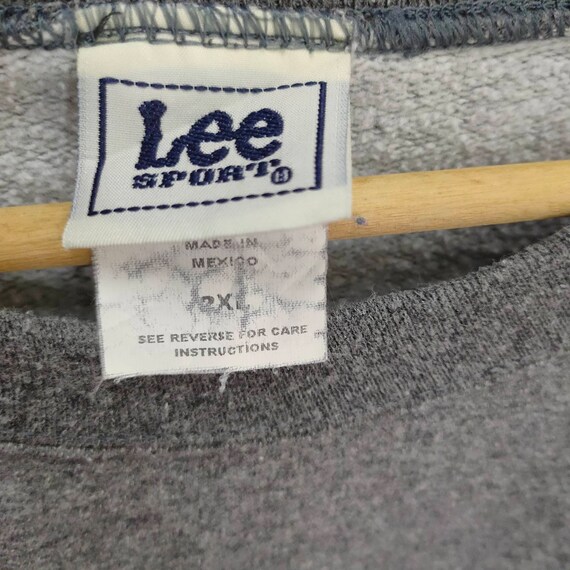 Lee
SPORT®
MADE IN
MEXICO
2XL
SEE REVERSE FOR CARE
INSTRUCTIONS